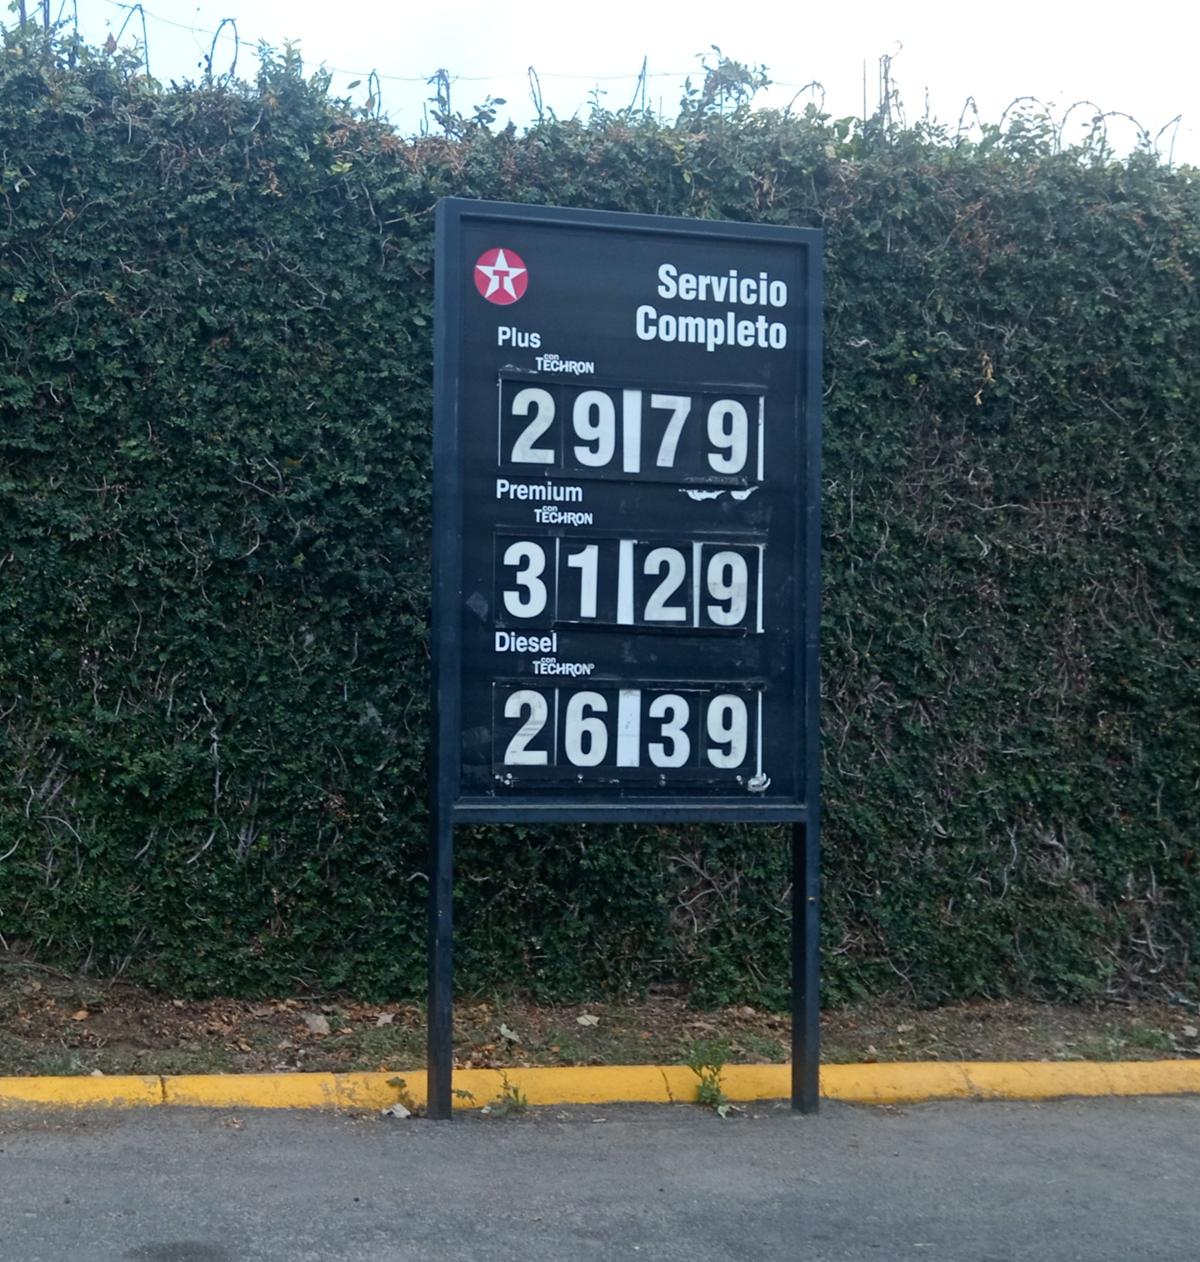 T
Servicio
Completo
Plus
con
TECHRON
29|79
Premium
con
TECHRON
31|29
Diesel
con
TECHRON®
26|39